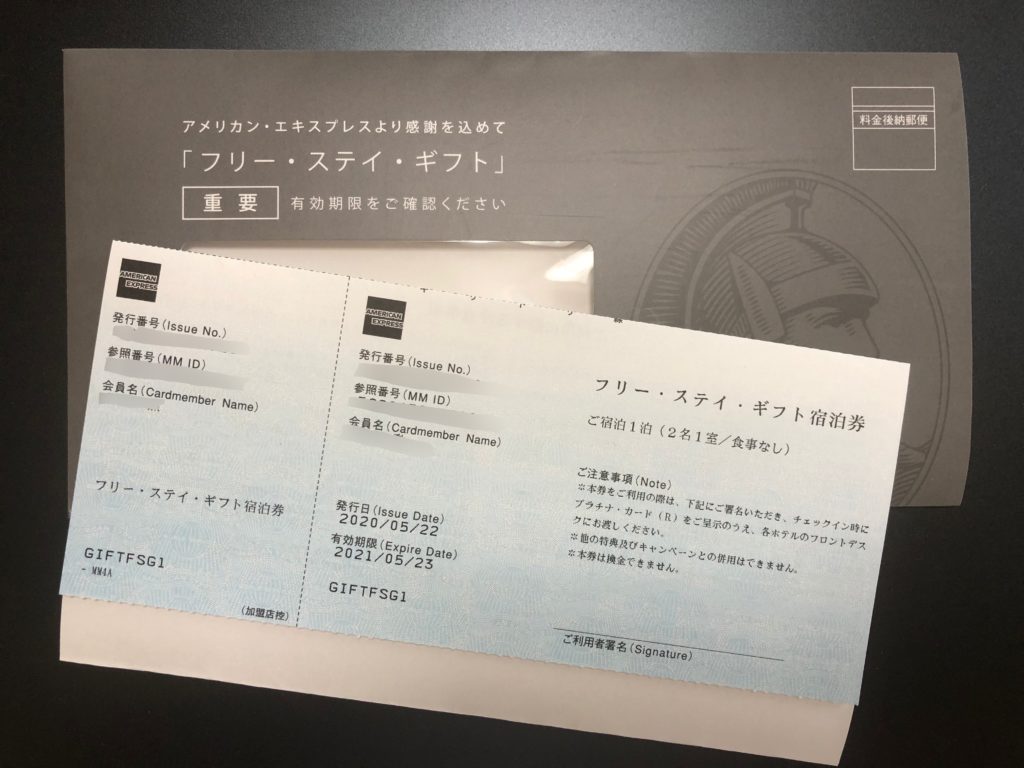 アメリカン・エキスプレスより感謝を込めて
「フリー・ステイ・ギフト」
重要 有効期限をご確認ください
料金後納郵便
AMERICAN
EXPRESS
発行番号(Issue No.)
参照番号(MM ID)
会員名(Cardmember Name)
フリー・ステイ・ギフト宿泊券
GIFTFSG1
- MM4A
(加盟店控)
AMERICAN
EXPRESS
発行番号(Issue No.)
参照番号(MM ID)
会員名(Cardmember Name)
発行日(Issue Date)
2020/05/22
有効期限(Expire Date)
2021/05/23
GIFTFSG1
フリー・ステイ・ギフト宿泊券
ご宿泊1泊(2名1室/食事なし)
ご注意事項(Note)
※本券をご利用の際は、下記にご署名いただき、チェックイン時に
プラチナ・カード(R)をご呈示のうえ、各ホテルのフロントデス
クにお渡しください。
※他の特典及びキャンペーンとの併用はできません。
※本券は換金できません。
ご利用者署名(Signature)